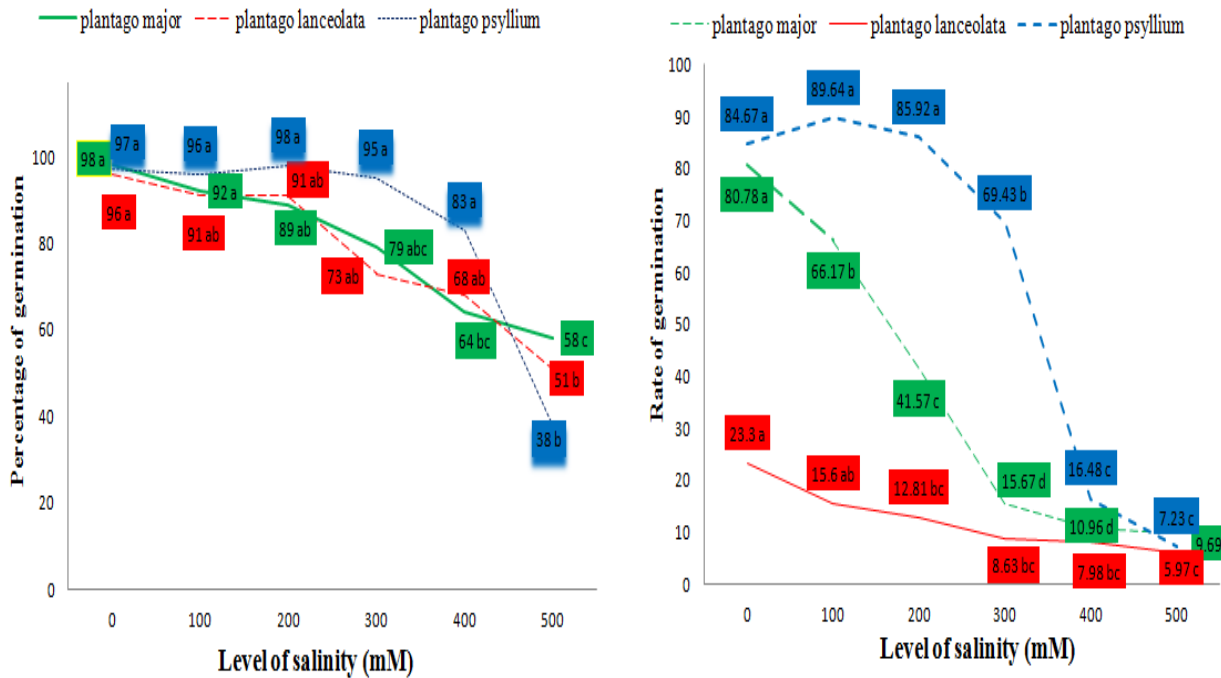 plantago major plantago lanceolata plantago psyllium
Percentage of germination
100
80
60
40
20
0
98 a
97 a
96 a
98 a
95 a
83 a
38 b
92 a
89 ab
79 abc
64 bc
58 c
96 a
91 ab
91 ab
73 ab
68 ab
51 b
0 100 200 300 400 500
Level of salinity (mM)
plantago major plantago lanceolata plantago psyllium
Rate of germination
100
90
80
70
60
50
40
30
20
10
0
84.67 a
89.64 a
85.92 a
69.43 b
16.48 c
7.23 c
80.78 a
66.17 b
41.57 c
15.67 d
10.96 d
9.69
23.3 a
15.6 ab
12.81 bc
8.63 bc
7.98 bc
5.97 c
0 100 200 300 400 500
Level of salinity (mM)